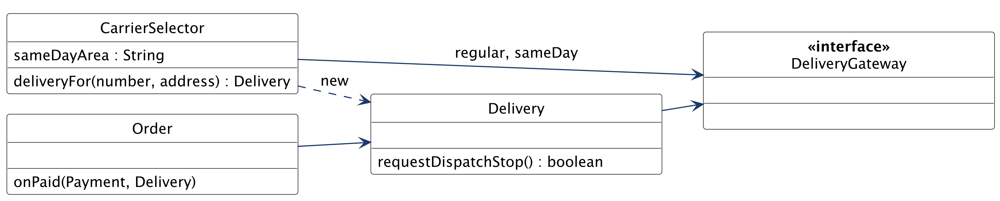 CarrierSelector
sameDayArea : String
deliveryFor(number, address) : Delivery
regular, sameDay
new
«interface»
DeliveryGateway
Delivery
requestDispatchStop() : boolean
Order
onPaid(Payment, Delivery)